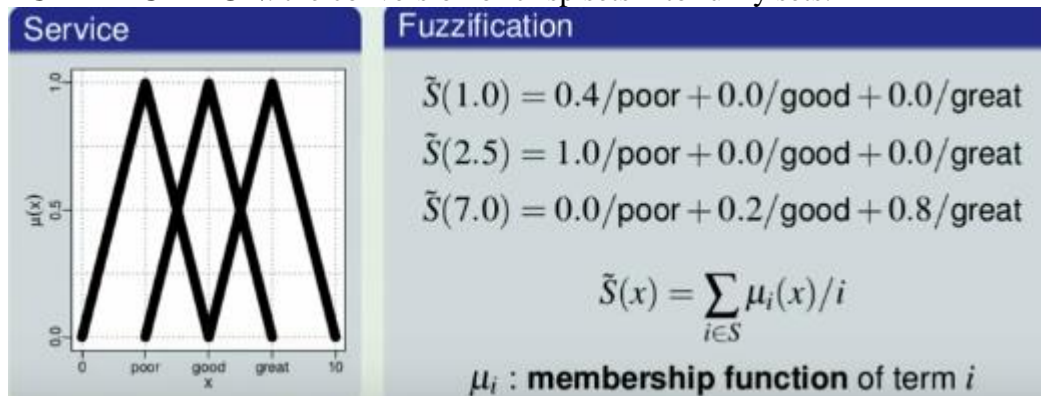 Service
1.0
0.5
0.0
μ(x)
0 poor good great 10
x
Fuzzification
S̃(1.0) = 0.4/poor + 0.0/good + 0.0/great
S̃(2.5) = 1.0/poor + 0.0/good + 0.0/great
S̃(7.0) = 0.0/poor + 0.2/good + 0.8/great
S̃(x) = ∑ μᵢ(x)/i
i∈S
μᵢ : membership function of term i